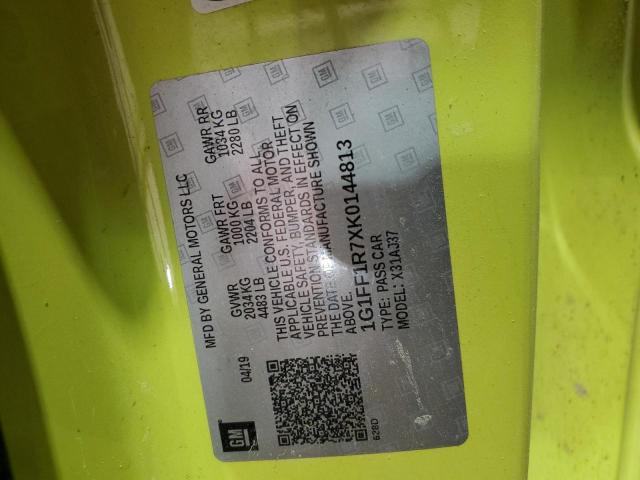 MFD BY GENERAL MOTORS LLC
04/19
GVWR
2034 KG
4483 LB
GAWR FRT
1000 KG
2204 LB
GAWR RR
1034 KG
2280 LB
THIS VEHICLE CONFORMS TO ALL
APPLICABLE U.S. FEDERAL MOTOR
VEHICLE SAFETY, BUMPER, AND THEFT
PREVENTION STANDARDS IN EFFECT ON
THE DATE OF MANUFACTURE SHOWN
ABOVE.
1G1FF1R7XK0144813
TYPE: PASS CAR
MODEL: X31AJ37
GM
628D